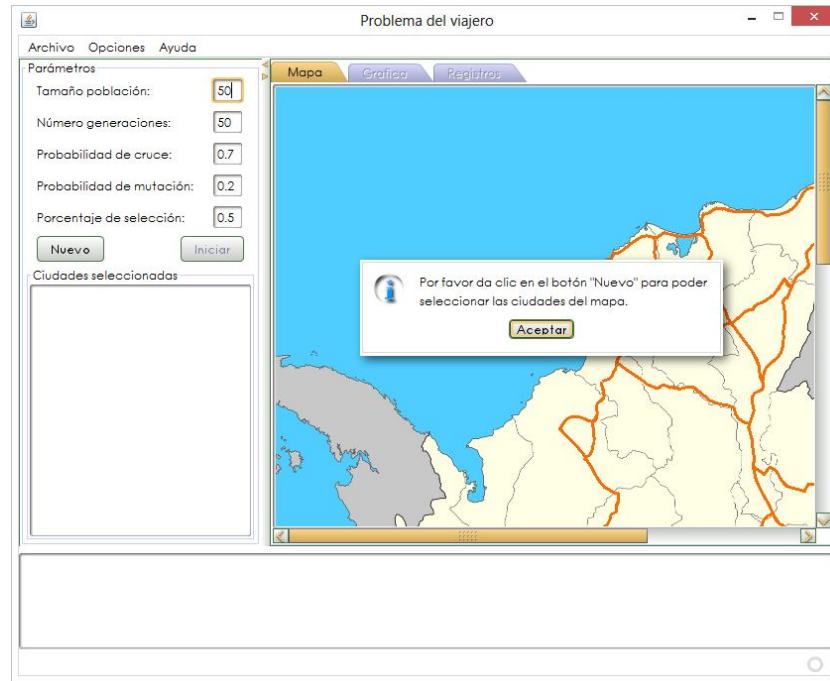 Problema del viajero
Archivo Opciones Ayuda
Parámetros
Tamaño población: 50
Número generaciones: 50
Probabilidad de cruce: 0.7
Probabilidad de mutación: 0.2
Porcentaje de selección: 0.5
Nuevo Iniciar
Ciudades seleccionadas
Mapa Grafica Registros
Por favor da clic en el botón "Nuevo" para poder
seleccionar las ciudades del mapa.
Aceptar